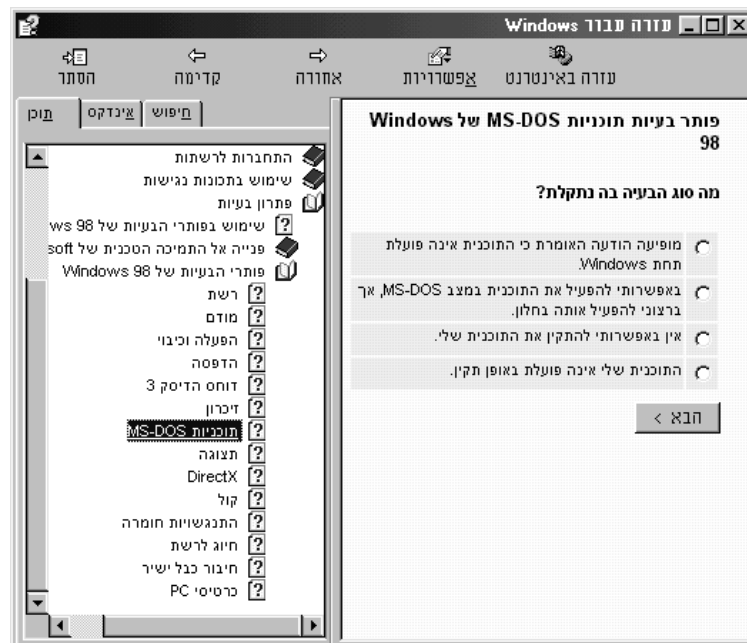 עזרה עבור Windows
הסתר
קדימה
אחורה
אפשרויות
עזרה באינטרנט
תוכן
אינדקס
חיפוש
התחברות לרשתות
שימוש בתכונות נגישות
פתרון בעיות
שימוש בפותרי הבעיות של ws 98
פנייה אל התמיכה הטכנית של soft
פותרי הבעיות של Windows 98
רשת
מודם
הפעלה וכיבוי
הדפסה
דוחס הדיסק 3
זיכרון
תוכניות MS-DOS
תצוגה
DirectX
קול
התנגשויות חומרה
חיוג לרשת
חיבור כבל ישיר
כרטיסי PC
פותר בעיות תוכניות MS-DOS של Windows
98
מה סוג הבעיה בה נתקלת?
מופיעה הודעה האומרת כי התוכנית אינה פועלת
תחת Windows.
באפשרותי להפעיל את התוכנית במצב MS-DOS, אך
ברצוני להפעיל אותה בחלון.
אין באפשרותי להתקין את התוכנית שלי.
התוכנית שלי אינה פועלת באופן תקין.
הבא >